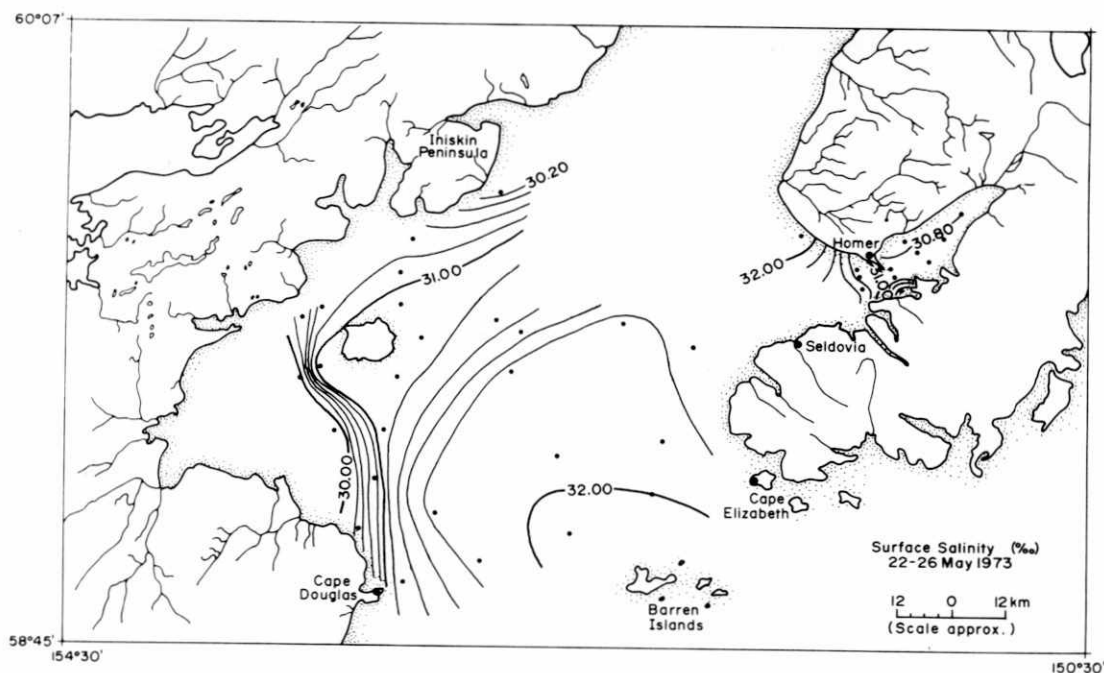 60°07'
Iniskin
Peninsula
30.20
Homer
30.80
31.00
32.00
Seldovia
30.00
32.00
Cape
Elizabeth
Surface Salinity (‰)
22-26 May 1973
Cape
Douglas
Barren
Islands
12 0 12 km
(Scale approx.)
58°45'
154°30'
150°30'